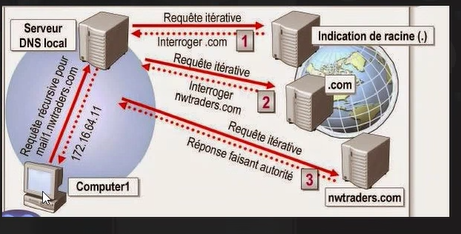 Serveur
DNS local
Requête itérative
Interroger .com
1
Indication de racine (.)
Requête itérative
Interroger
nwtraders.com
2
.com
Requête récursive pour
mail1.nwtraders.com
172.16.64.11
Requête itérative
Réponse faisant autorité
3
Computer1
nwtraders.com